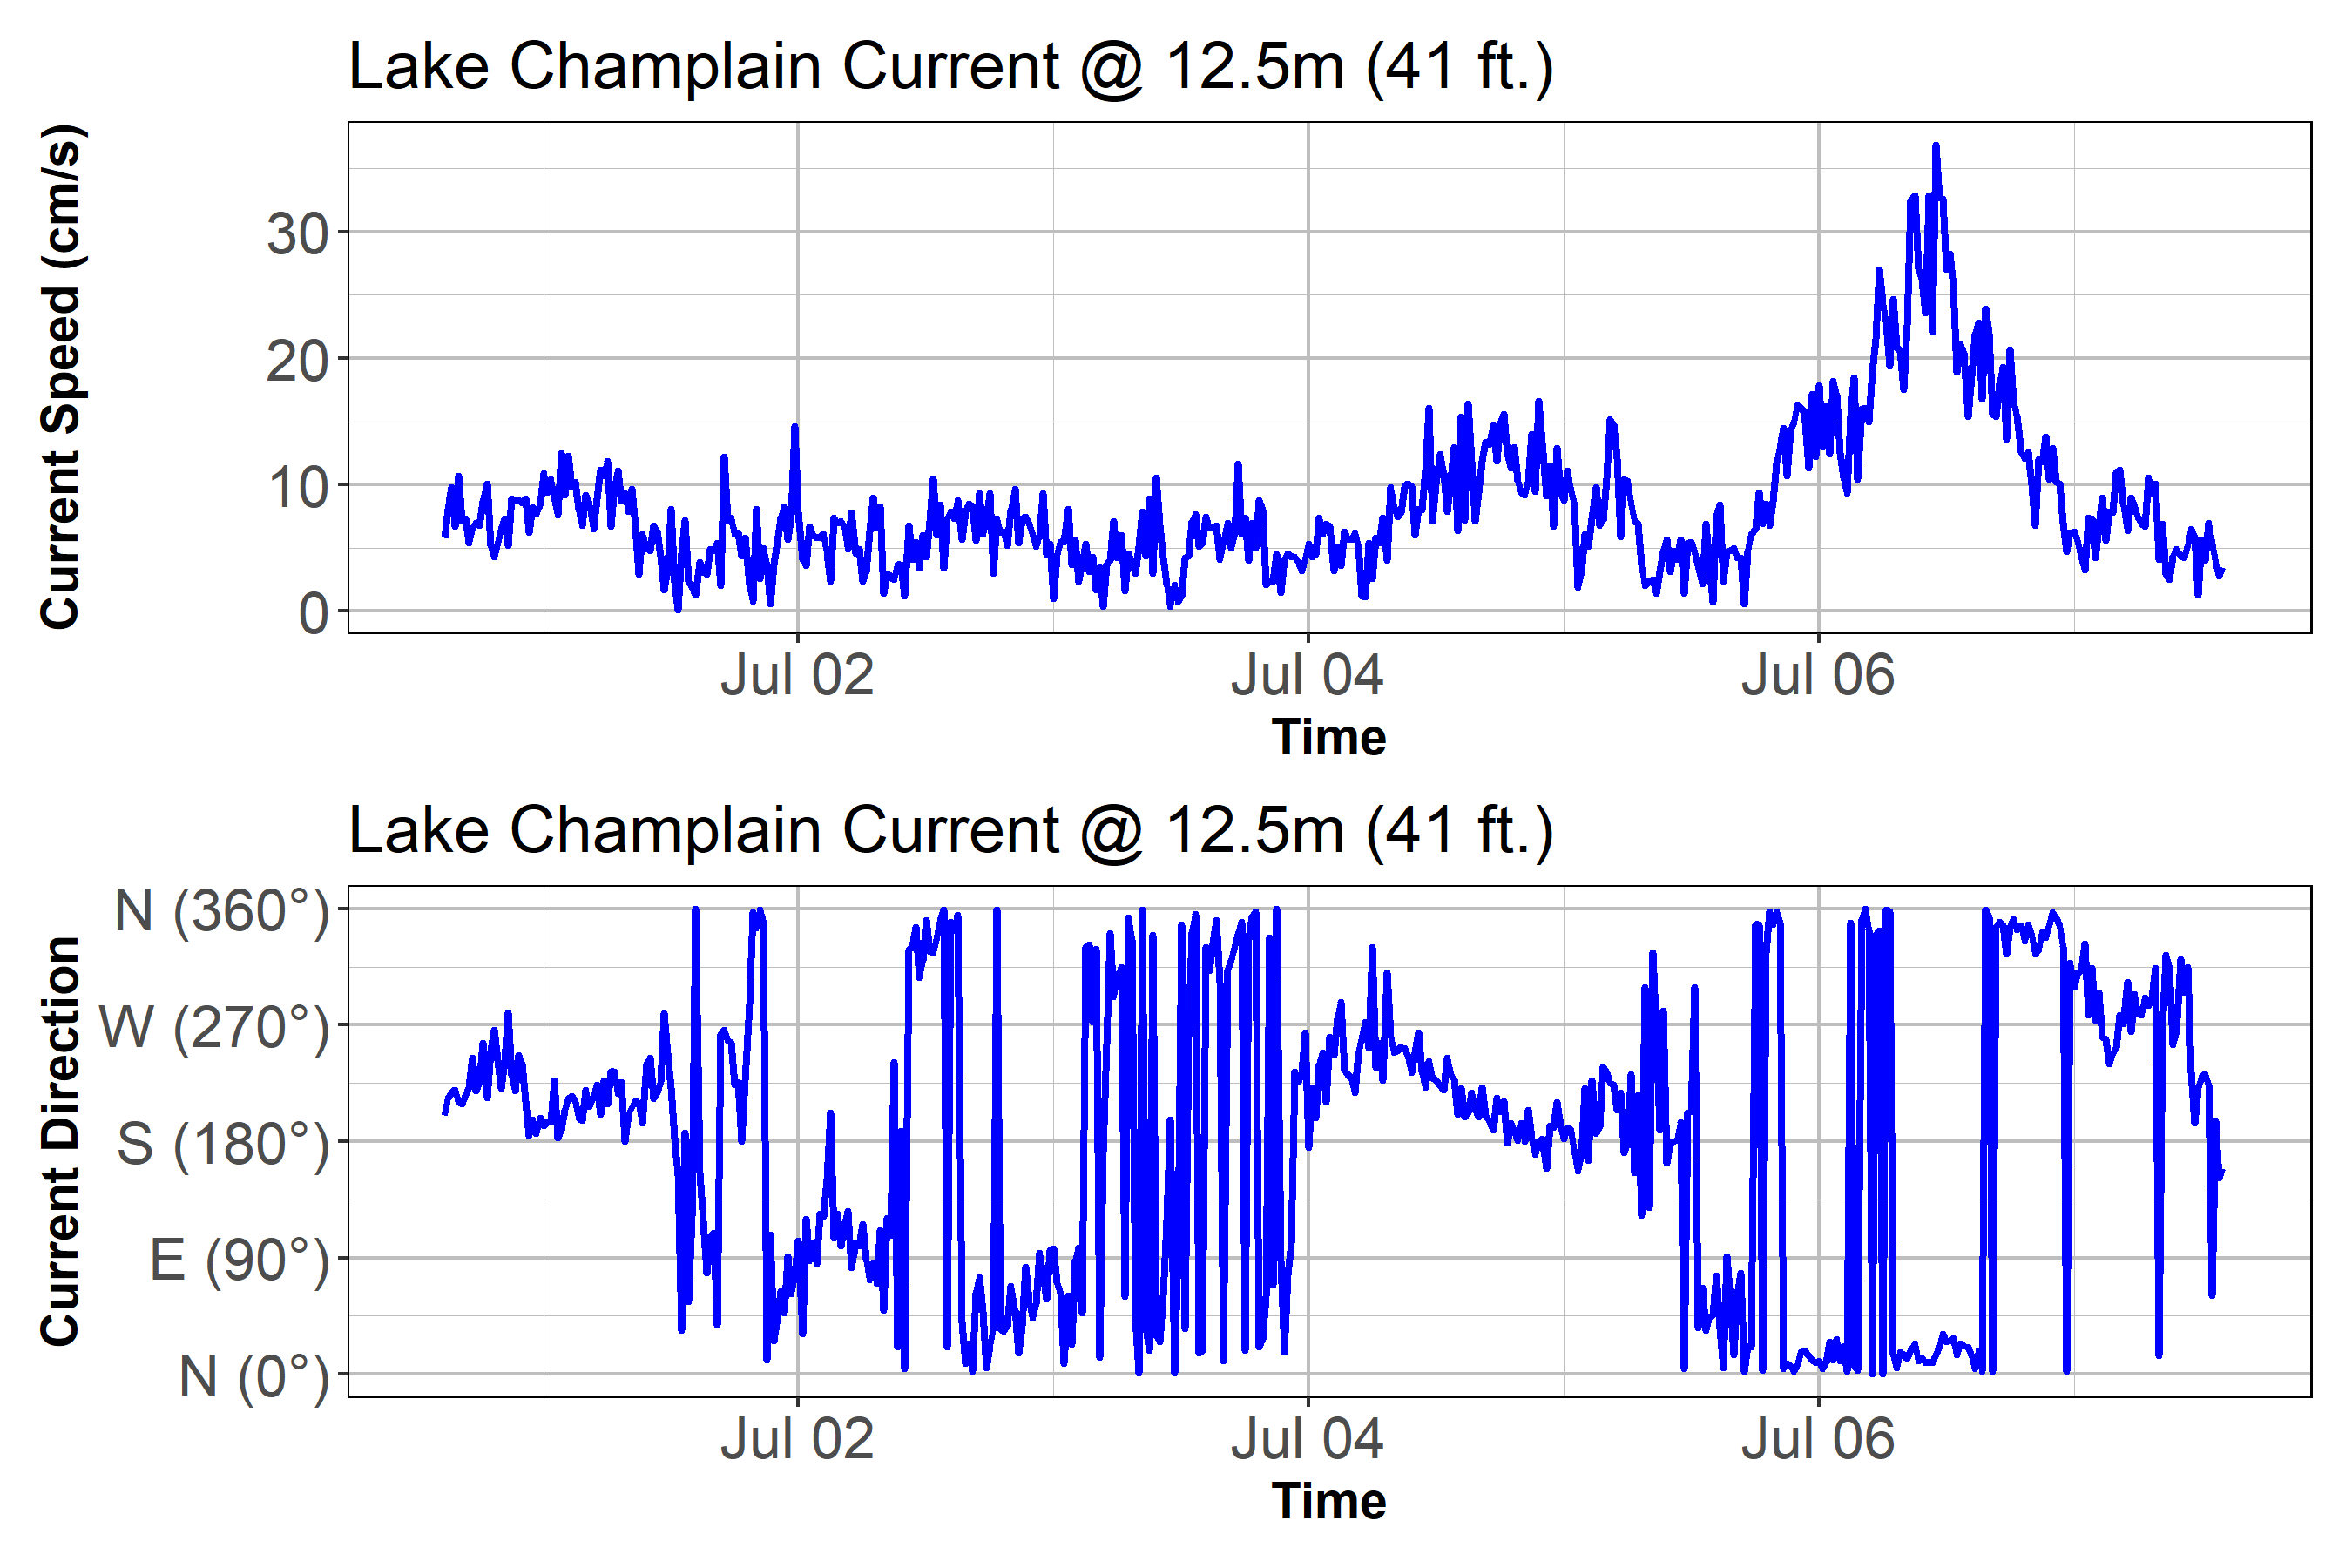 Lake Champlain Current @ 12.5m (41 ft.)
Current Speed (cm/s)
30
20
10
0
Jul 02 Jul 04 Jul 06
Time
Lake Champlain Current @ 12.5m (41 ft.)
Current Direction
N (360°)
W (270°)
S (180°)
E (90°)
N (0°)
Jul 02 Jul 04 Jul 06
Time